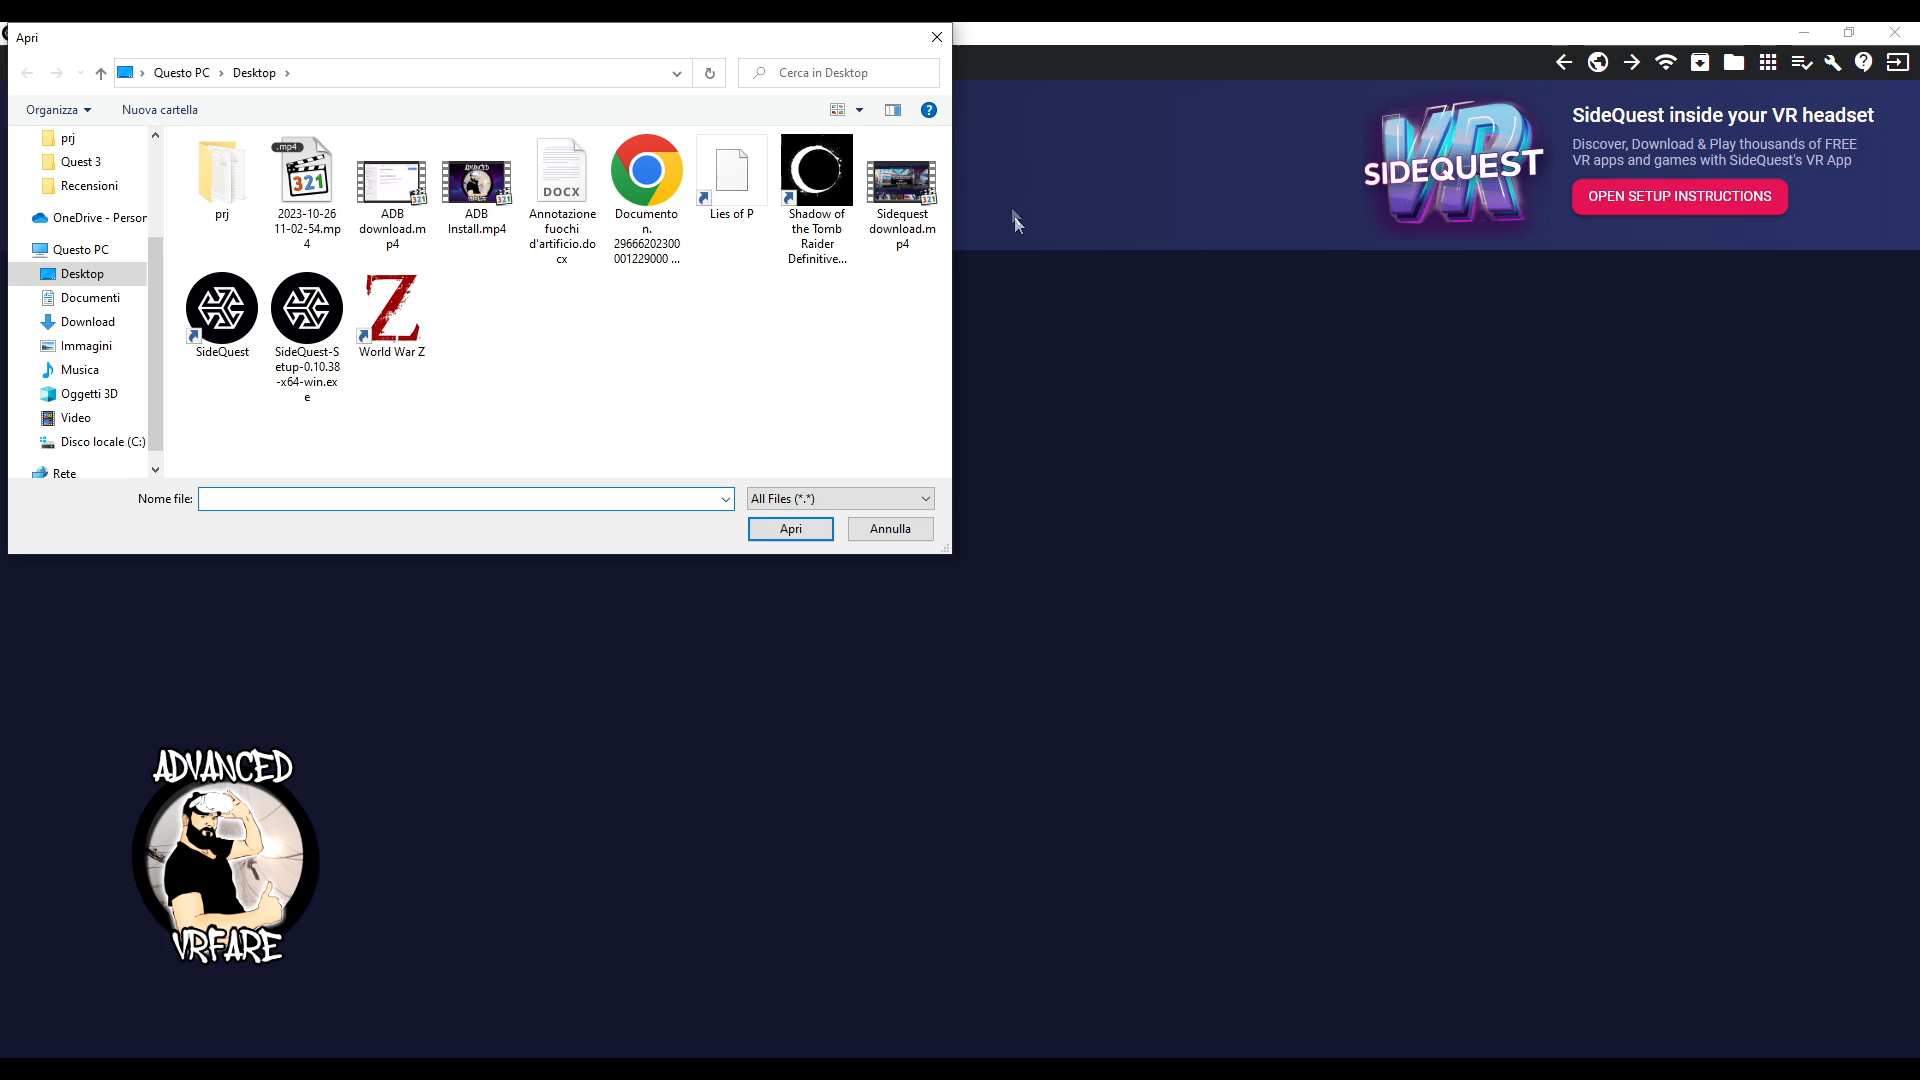 Apri
Questo PC
Desktop
Cerca in Desktop
Organizza
Nuova cartella
prj
Quest 3
Recensioni
OneDrive - Person
Questo PC
Desktop
Documenti
Download
Immagini
Musica
Oggetti 3D
Video
Disco locale (C:)
Rete
prj
.mp4
321
2023-10-26
11-02-54.mp
4
ADB
download.m
p4
ADB
Install.mp4
DOCX
Annotazione
fuochi
d'artificio.do
cx
Documento
n.
29666202300
001229000 ...
Lies of P
Shadow of
the Tomb
Raider
Definitive...
Sidequest
download.m
p4
SideQuest
SideQuest-S
etup-0.10.38
-x64-win.ex
e
Z
World War Z
Nome file:
All Files (*.*)
Apri
Annulla
VR
SIDEQUEST
SideQuest inside your VR headset
Discover, Download & Play thousands of FREE
VR apps and games with SideQuest's VR App
OPEN SETUP INSTRUCTIONS
ADVANCED
VRFARE